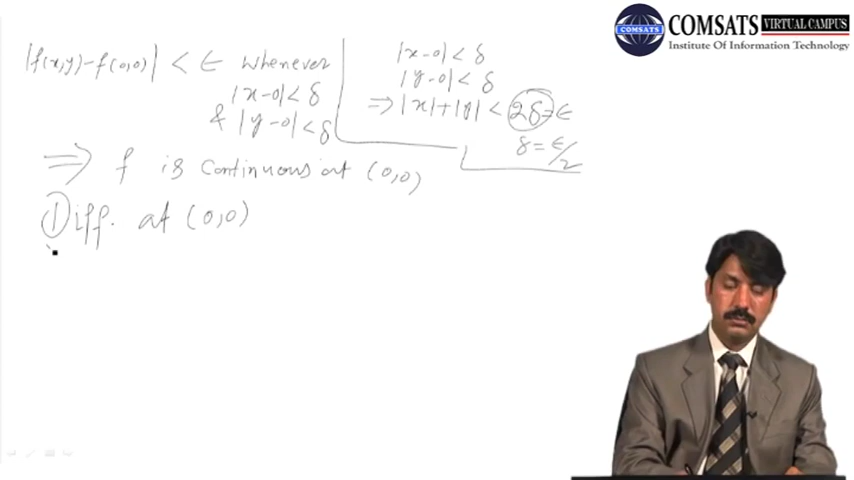 |f(x,y)-f(0,0)| < ε whenever
|x-0|<δ
& |y-0|<δ
|x-0|<δ
|y-0|<δ
⇒ |x|+|y| < 2δ=ε
δ=ε/2
⇒ f is continuous at (0,0)
Diff. at (0,0)
COMSATS VIRTUAL CAMPUS
Institute Of Information Technology
COMSATS